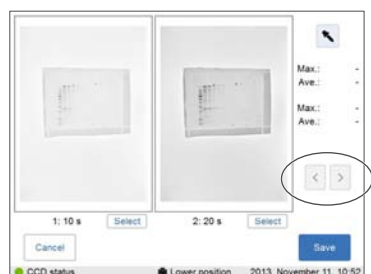 Max.: -
Ave.: -
Max.: -
Ave.: -
< >
1: 10 s Select 2: 20 s Select
Cancel Save
CCD status Lower position 2013, November 11, 10:52